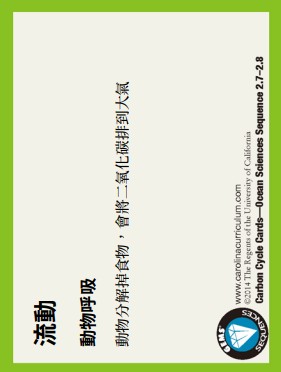 流動
動物呼吸
動物分解掉食物，會將二氧化碳排到大氣
www.carolinacurriculum.com
©2014 The Regents of the University of California
Carbon Cycle Cards—Ocean Sciences Sequence 2.7–2.8
OMS
SEQUENCES